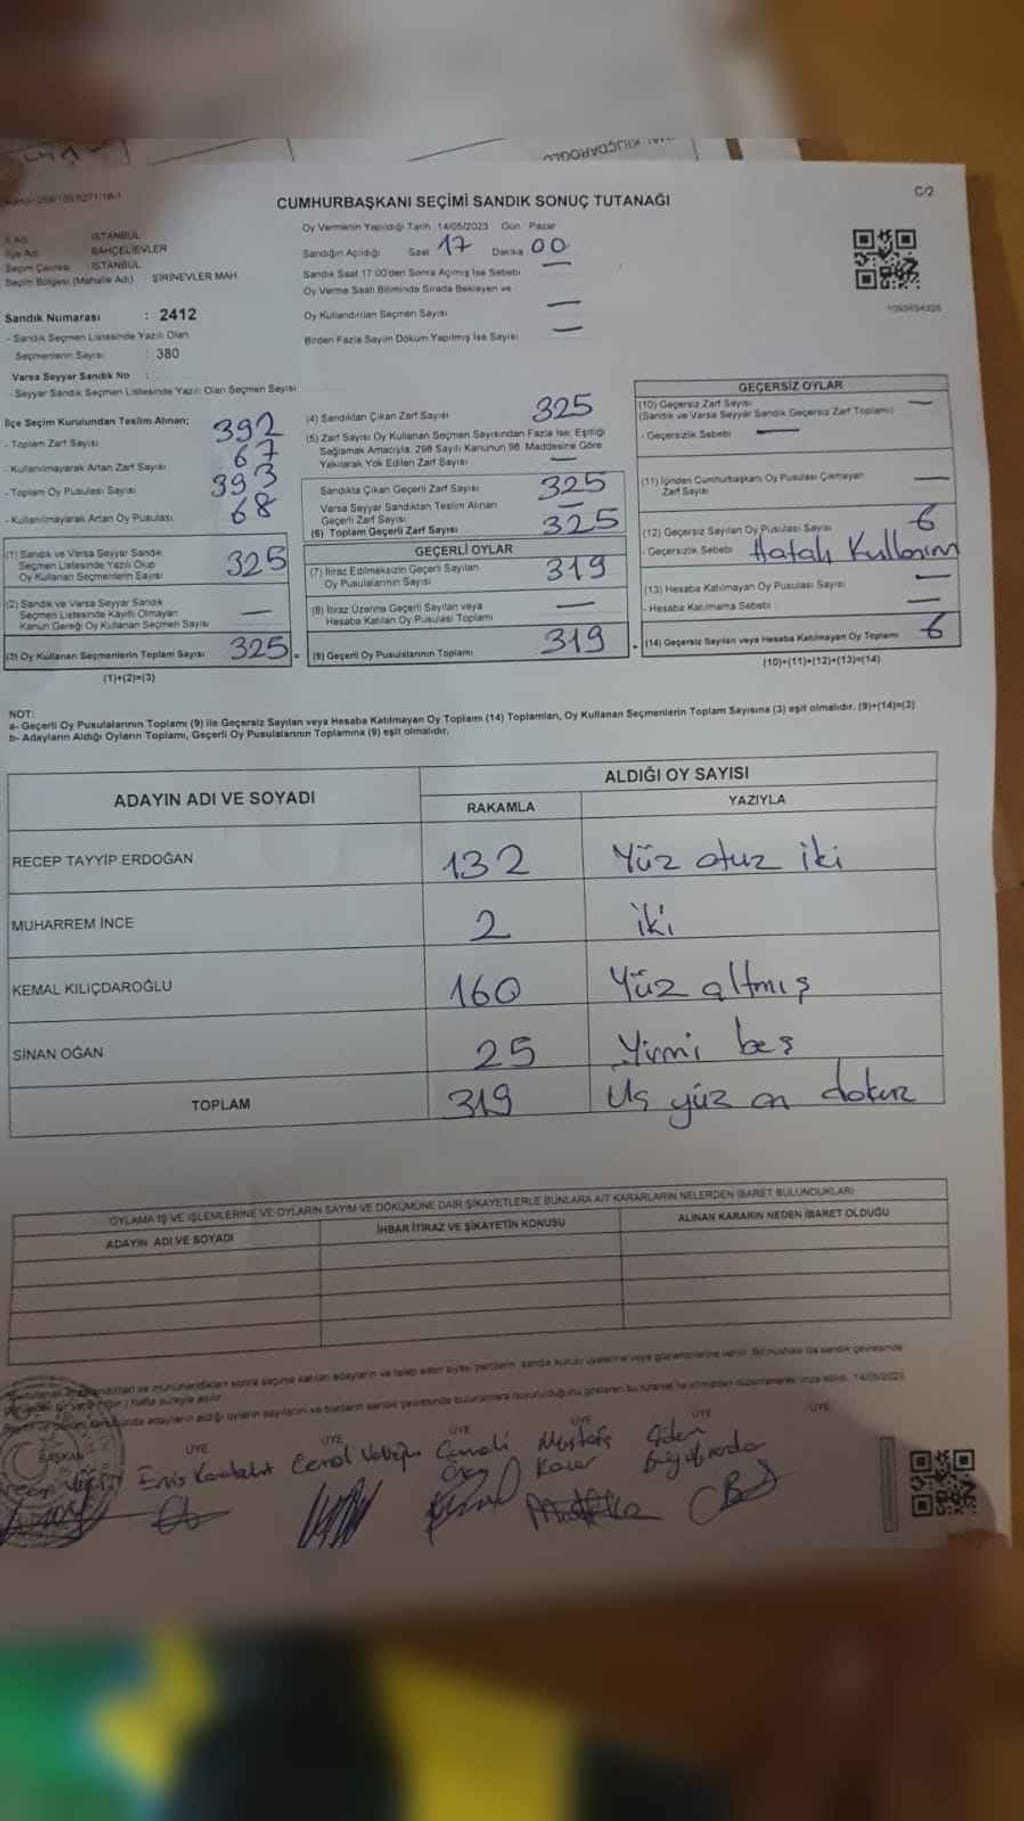 CUMHURBAŞKANI SEÇİMİ SANDIK SONUÇ TUTANAĞI
C/2
İSTANBUL
BAHÇELİEVLER
Seçim Çevresi : İSTANBUL
Seçim Bölgesi (Mahalle Adı) : ŞİRİNEVLER MAH
Sandık Numarası : 2412
- Sandık Seçmen Listesinde Yazılı Olan
Seçmenlerin Sayısı : 380
Varsa Seyyar Sandık No :
- Seyyar Sandık Seçmen Listesinde Yazılı Olan Seçmen Sayısı
Oy Vermenin Yapıldığı Tarih 14/05/2023 Gün Pazar
Sandığın Açıldığı Saat 17 Dakika 00
Sandık Saat 17:00'den Sonra Açılmış İse Sebebi —
Oy Verme Saati Bitiminde Sırada Bekleyen ve
Oy Kullandırılan Seçmen Sayısı —
Birden Fazla Sayım Döküm Yapılmış İse Sayısı —
İlçe Seçim Kurulundan Teslim Alınan;
- Toplam Zarf Sayısı 392
- Kullanılmayarak Artan Zarf Sayısı 67
- Toplam Oy Pusulası Sayısı 393
- Kullanılmayarak Artan Oy Pusulası 68
(1) Sandık ve Varsa Seyyar Sandık
Seçmen Listesinde Yazılı Olup
Oy Kullanan Seçmenlerin Sayısı 325
(2) Sandık ve Varsa Seyyar Sandık
Seçmen Listesinde Kayıtlı Olmayan
Kanun Gereği Oy Kullanan Seçmen Sayısı —
(3) Oy Kullanan Seçmenlerin Toplam Sayısı 325
(1)+(2)=(3)
(4) Sandıktan Çıkan Zarf Sayısı 325
(5) Zarf Sayısı Oy Kullanan Seçmen Sayısından Fazla İse; Eşitliği
Sağlamak Amacıyla, 298 Sayılı Kanunun 98. Maddesine Göre
Yakılarak Yok Edilen Zarf Sayısı —
Sandıkta Çıkan Geçerli Zarf Sayısı 325
Varsa Seyyar Sandıktan Teslim Alınan
Geçerli Zarf Sayısı —
(6) Toplam Geçerli Zarf Sayısı 325
GEÇERLİ OYLAR
(7) İtiraz Edilmeksizin Geçerli Sayılan
Oy Pusulalarının Sayısı 319
(8) İtiraz Üzerine Geçerli Sayılan veya
Hesaba Katılan Oy Pusulası Toplamı —
(9) Geçerli Oy Pusulalarının Toplamı 319
GEÇERSİZ OYLAR
(10) Geçersiz Zarf Sayısı —
(Sandık ve Varsa Seyyar Sandık Geçersiz Zarf Toplamı)
- Geçersizlik Sebebi —
(11) İçinden Cumhurbaşkanı Oy Pusulası Çıkmayan
Zarf Sayısı —
(12) Geçersiz Sayılan Oy Pusulası Sayısı 6
- Geçersizlik Sebebi Hatalı Kullanım
(13) Hesaba Katılmayan Oy Pusulası Sayısı —
- Hesaba Katılmama Sebebi —
(14) Geçersiz Sayılan veya Hesaba Katılmayan Oy Toplamı 6
(10)+(11)+(12)+(13)=(14)
NOT:
a- Geçerli Oy Pusulalarının Toplamı (9) ile Geçersiz Sayılan veya Hesaba Katılmayan Oy Toplamı (14) Toplamları, Oy Kullanan Seçmenlerin Toplam Sayısına (3) eşit olmalıdır. (9)+(14)=(3)
b- Adayların Aldığı Oyların Toplamı, Geçerli Oy Pusulalarının Toplamına (9) eşit olmalıdır.
ADAYIN ADI VE SOYADI
ALDIĞI OY SAYISI
RAKAMLA YAZIYLA
RECEP TAYYİP ERDOĞAN 132 Yüz otuz iki
MUHARREM İNCE 2 iki
KEMAL KILIÇDAROĞLU 160 Yüz altmış
SİNAN OĞAN 25 Yirmi beş
TOPLAM 319 Üç yüz on dokuz
OYLAMA İŞ VE İŞLEMLERİNE VE OYLARIN SAYIM VE DÖKÜMÜNE DAİR ŞİKAYETLERLE BUNLARA AİT KARARLARIN NELERDEN İBARET BULUNDUKLARI
ADAYIN ADI VE SOYADI İHBAR İTİRAZ VE ŞİKAYETİN KONUSU ALINAN KARARIN NEDEN İBARET OLDUĞU
14/05/2023
BAŞKAN ÜYE ÜYE ÜYE ÜYE ÜYE ÜYE
Enis Cemal Cemali Mustafa